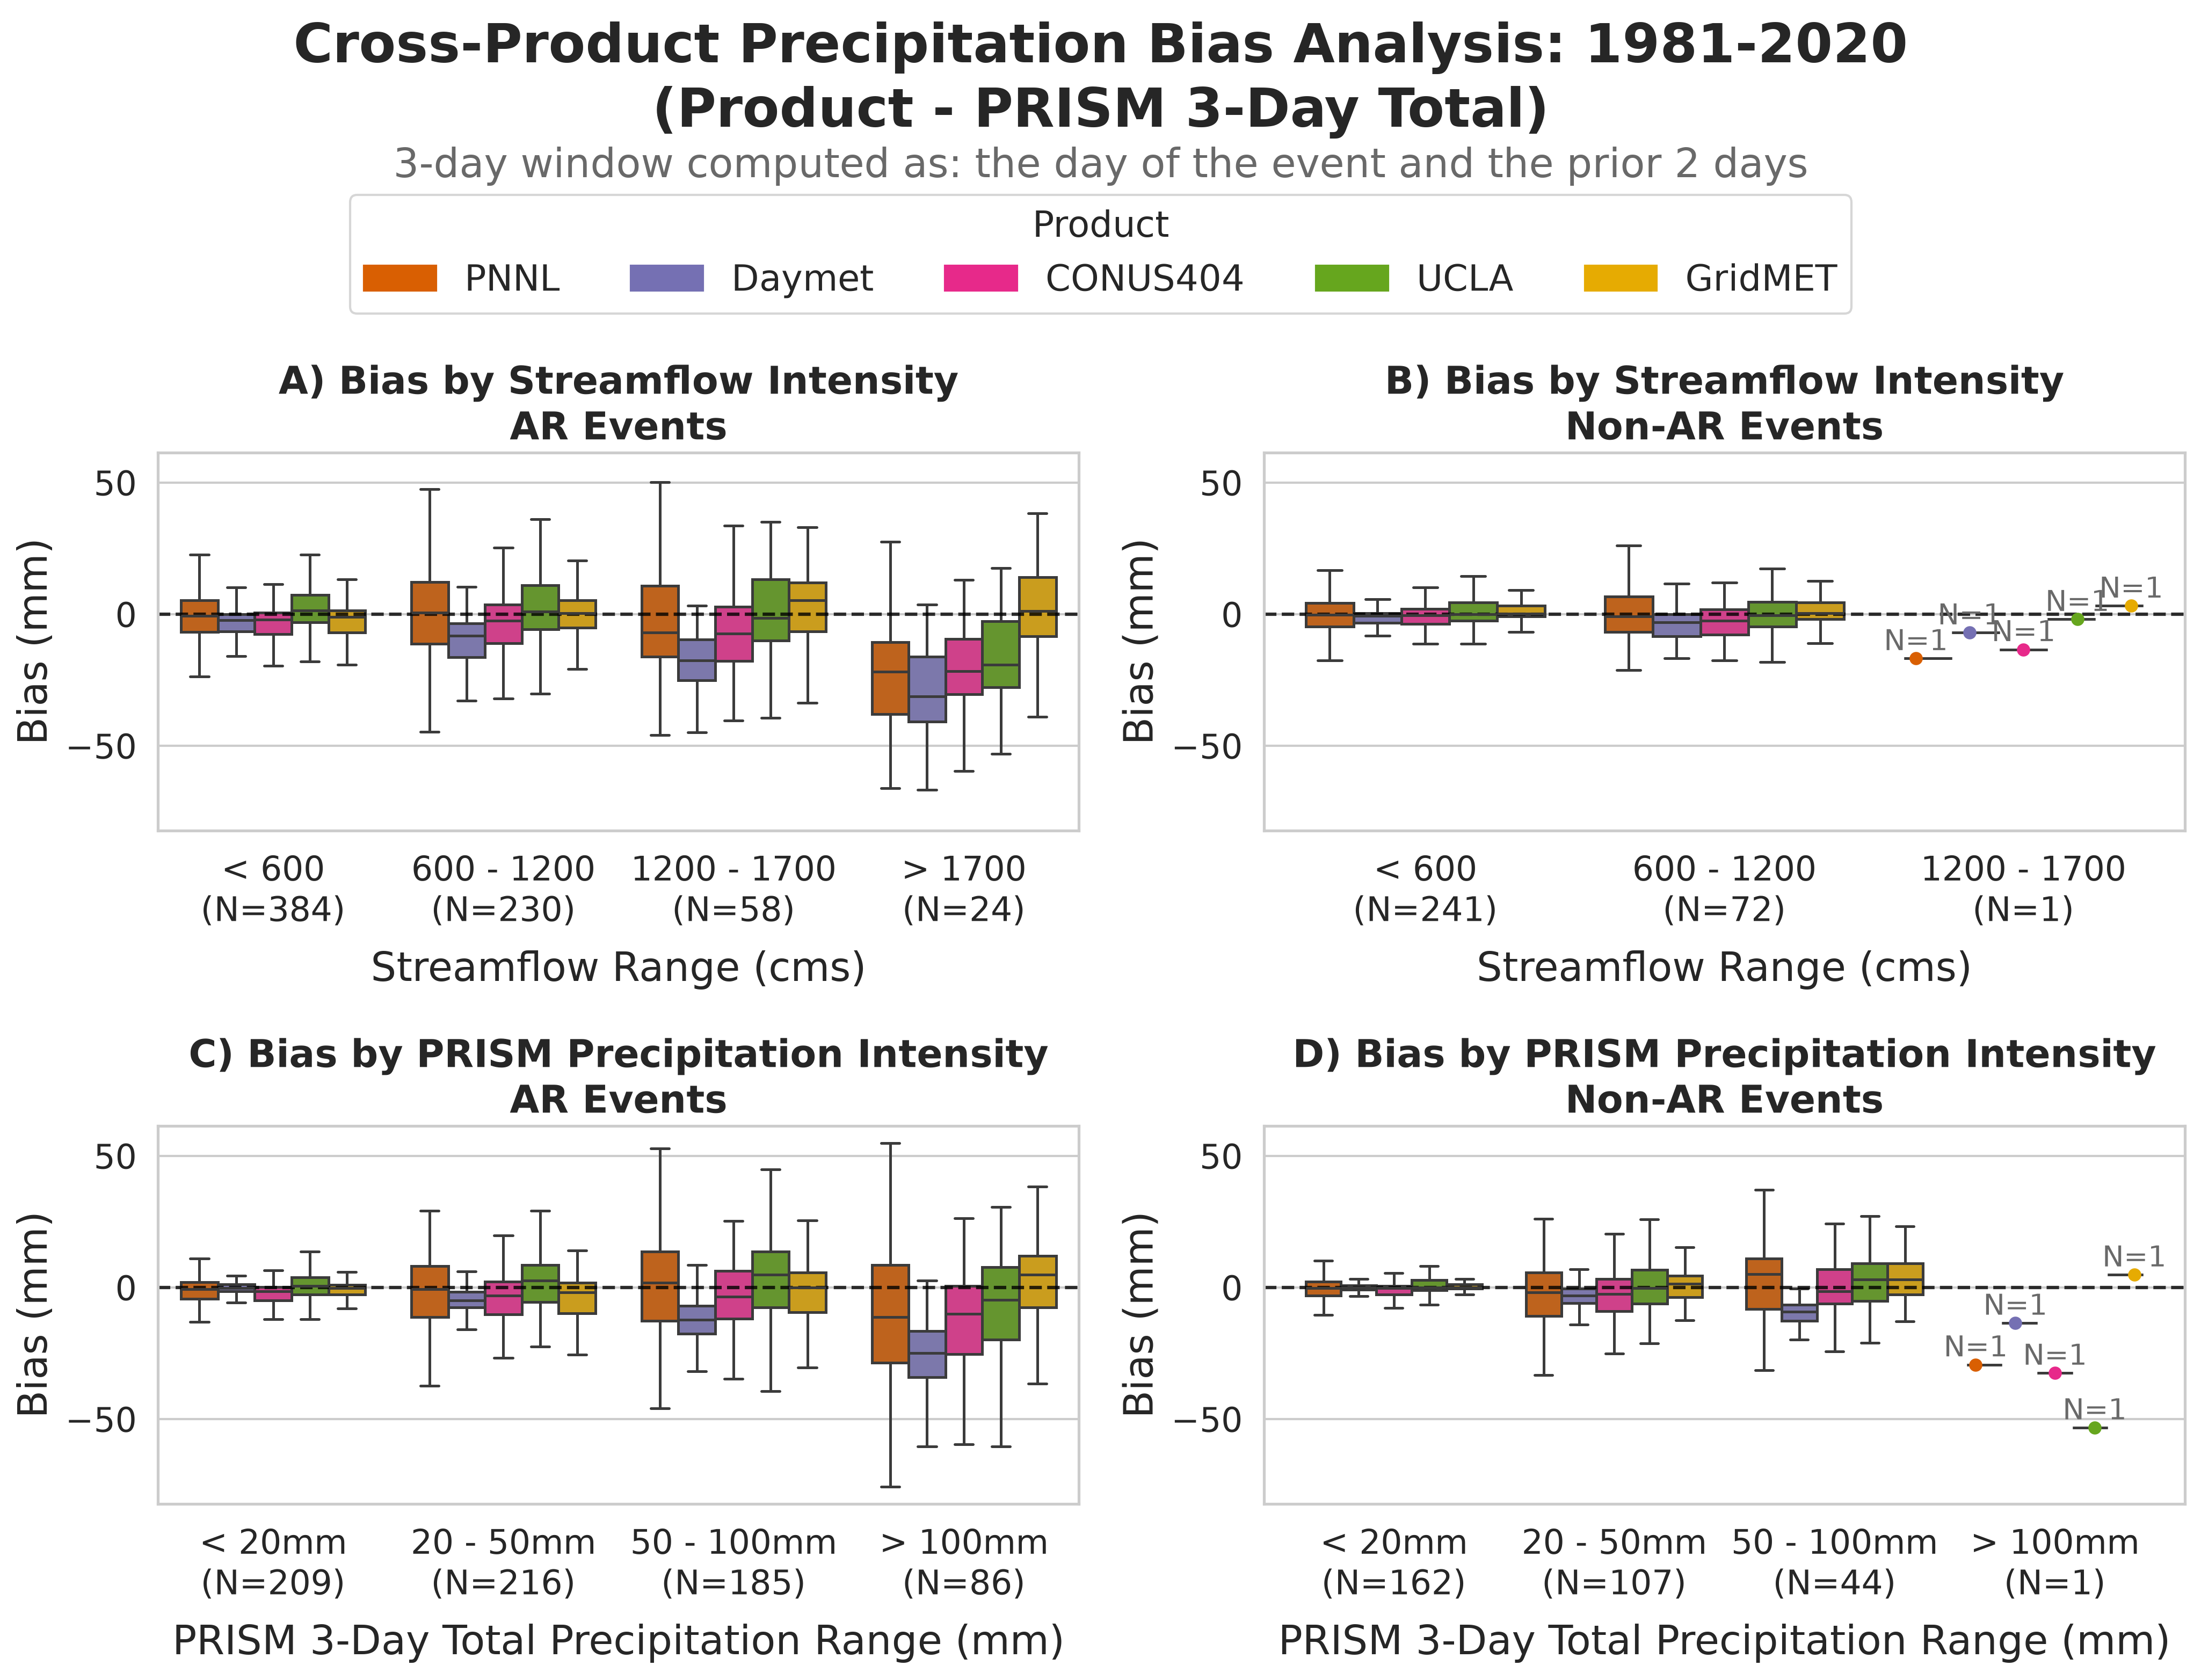 Cross-Product Precipitation Bias Analysis: 1981-2020
(Product - PRISM 3-Day Total)
3-day window computed as: the day of the event and the prior 2 days
Product
PNNL Daymet CONUS404 UCLA GridMET
A) Bias by Streamflow Intensity
AR Events
Bias (mm)
50
0
−50
< 600 600 - 1200 1200 - 1700 > 1700
(N=384) (N=230) (N=58) (N=24)
Streamflow Range (cms)
B) Bias by Streamflow Intensity
Non-AR Events
Bias (mm)
50
0
−50
N=1 N=1 N=1 N=1 N=1
< 600 600 - 1200 1200 - 1700
(N=241) (N=72) (N=1)
Streamflow Range (cms)
C) Bias by PRISM Precipitation Intensity
AR Events
Bias (mm)
50
0
−50
< 20mm 20 - 50mm 50 - 100mm > 100mm
(N=209) (N=216) (N=185) (N=86)
PRISM 3-Day Total Precipitation Range (mm)
D) Bias by PRISM Precipitation Intensity
Non-AR Events
Bias (mm)
50
0
−50
N=1 N=1 N=1 N=1 N=1
< 20mm 20 - 50mm 50 - 100mm > 100mm
(N=162) (N=107) (N=44) (N=1)
PRISM 3-Day Total Precipitation Range (mm)